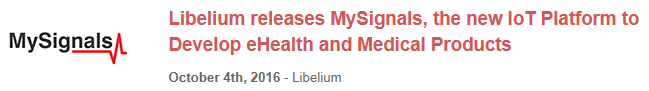 MySignals
Libelium releases MySignals, the new IoT Platform to
Develop eHealth and Medical Products
October 4th, 2016 - Libelium